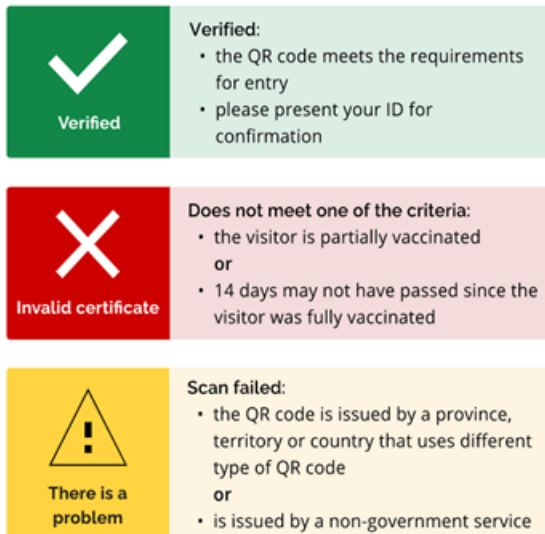 Verified
Verified:
• the QR code meets the requirements
for entry
• please present your ID for
confirmation
Invalid certificate
Does not meet one of the criteria:
• the visitor is partially vaccinated
or
• 14 days may not have passed since the
visitor was fully vaccinated
There is a
problem
Scan failed:
• the QR code is issued by a province,
territory or country that uses different
type of QR code
or
• is issued by a non-government service